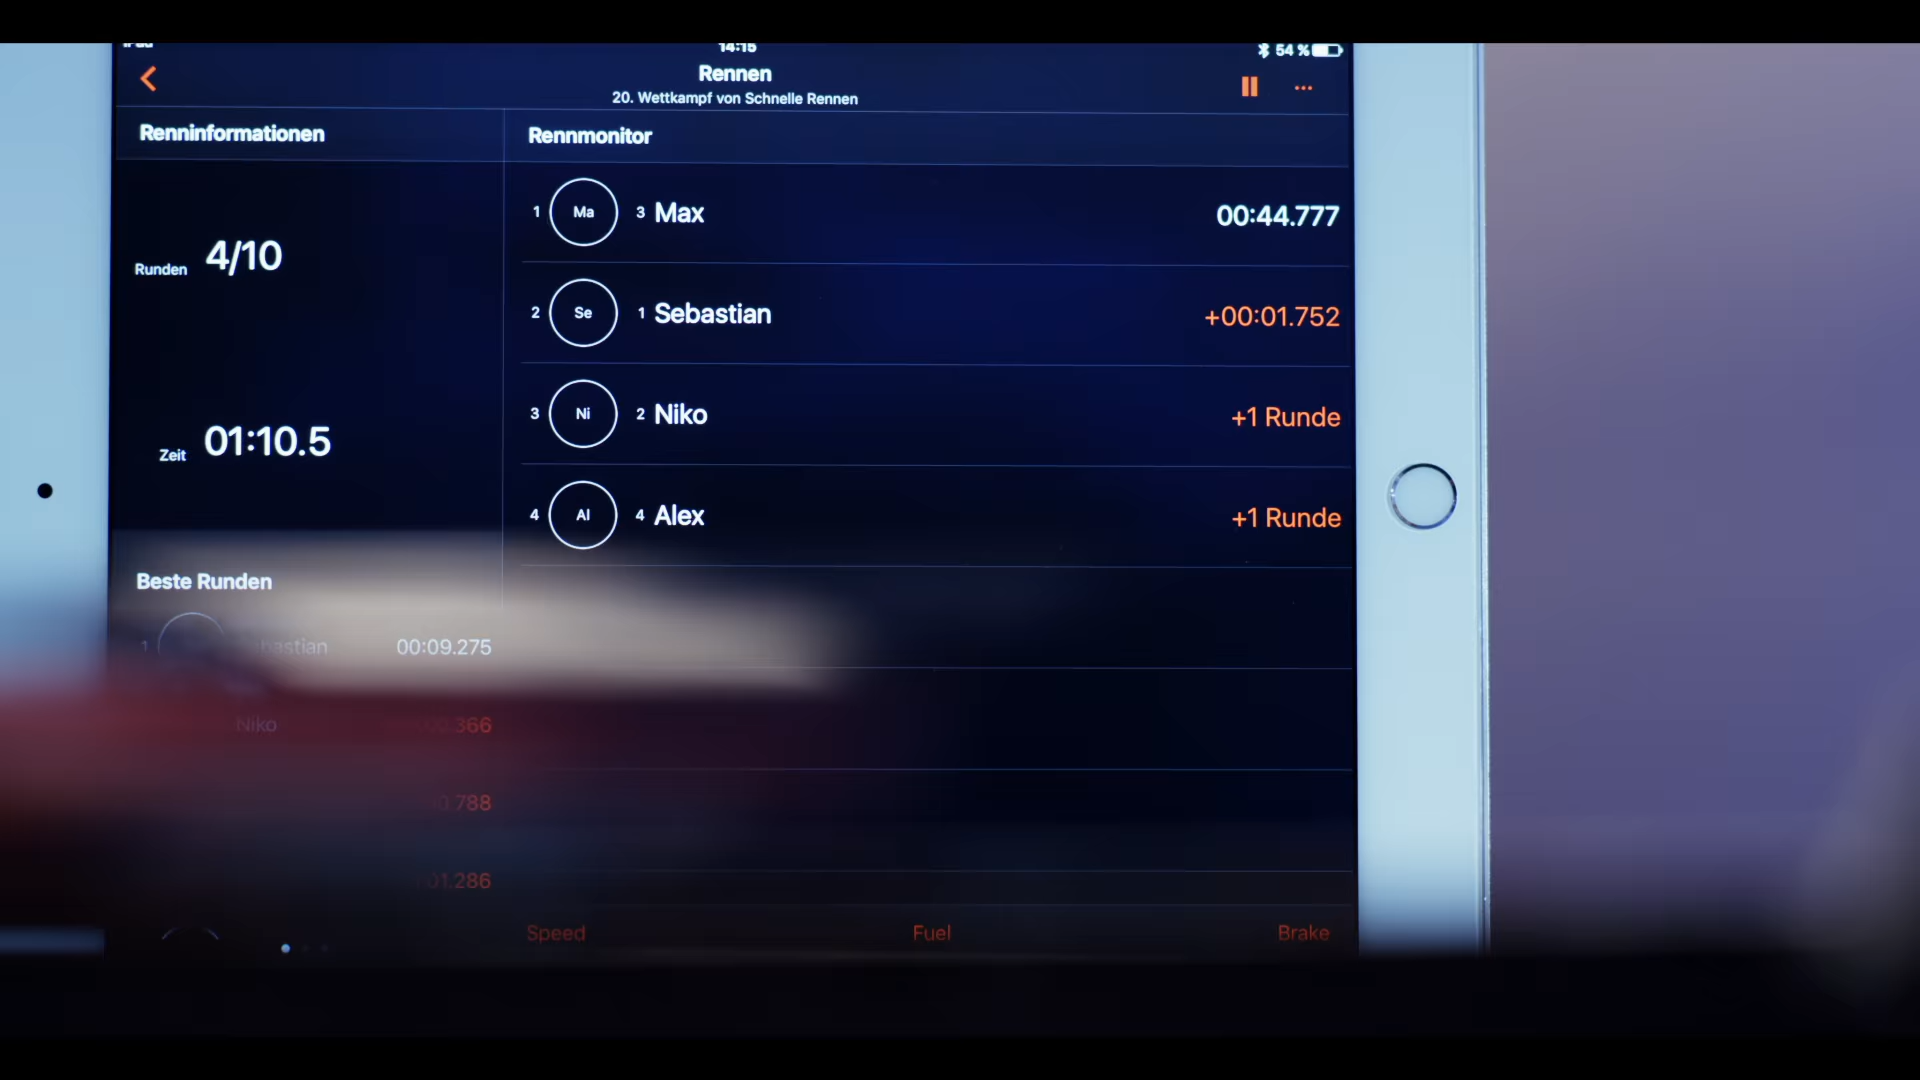 14:15
54 %
Rennen
20. Wettkampf von Schnelle Rennen
Renninformationen
Runden 4/10
Zeit 01:10.5
Rennmonitor
1 Ma 3 Max 00:44.777
2 Se 1 Sebastian +00:01.752
3 Ni 2 Niko +1 Runde
4 Al 4 Alex +1 Runde
Beste Runden
1 00:09.275
Niko
Speed Fuel Brake